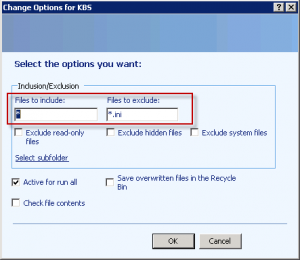 Change Options for KBS
Select the options you want:
Inclusion/Exclusion
Files to include: Files to exclude:
* *.ini
Exclude read-only files Exclude hidden files Exclude system files
Select subfolder
Active for run all Save overwritten files in the Recycle Bin
Check file contents
OK Cancel